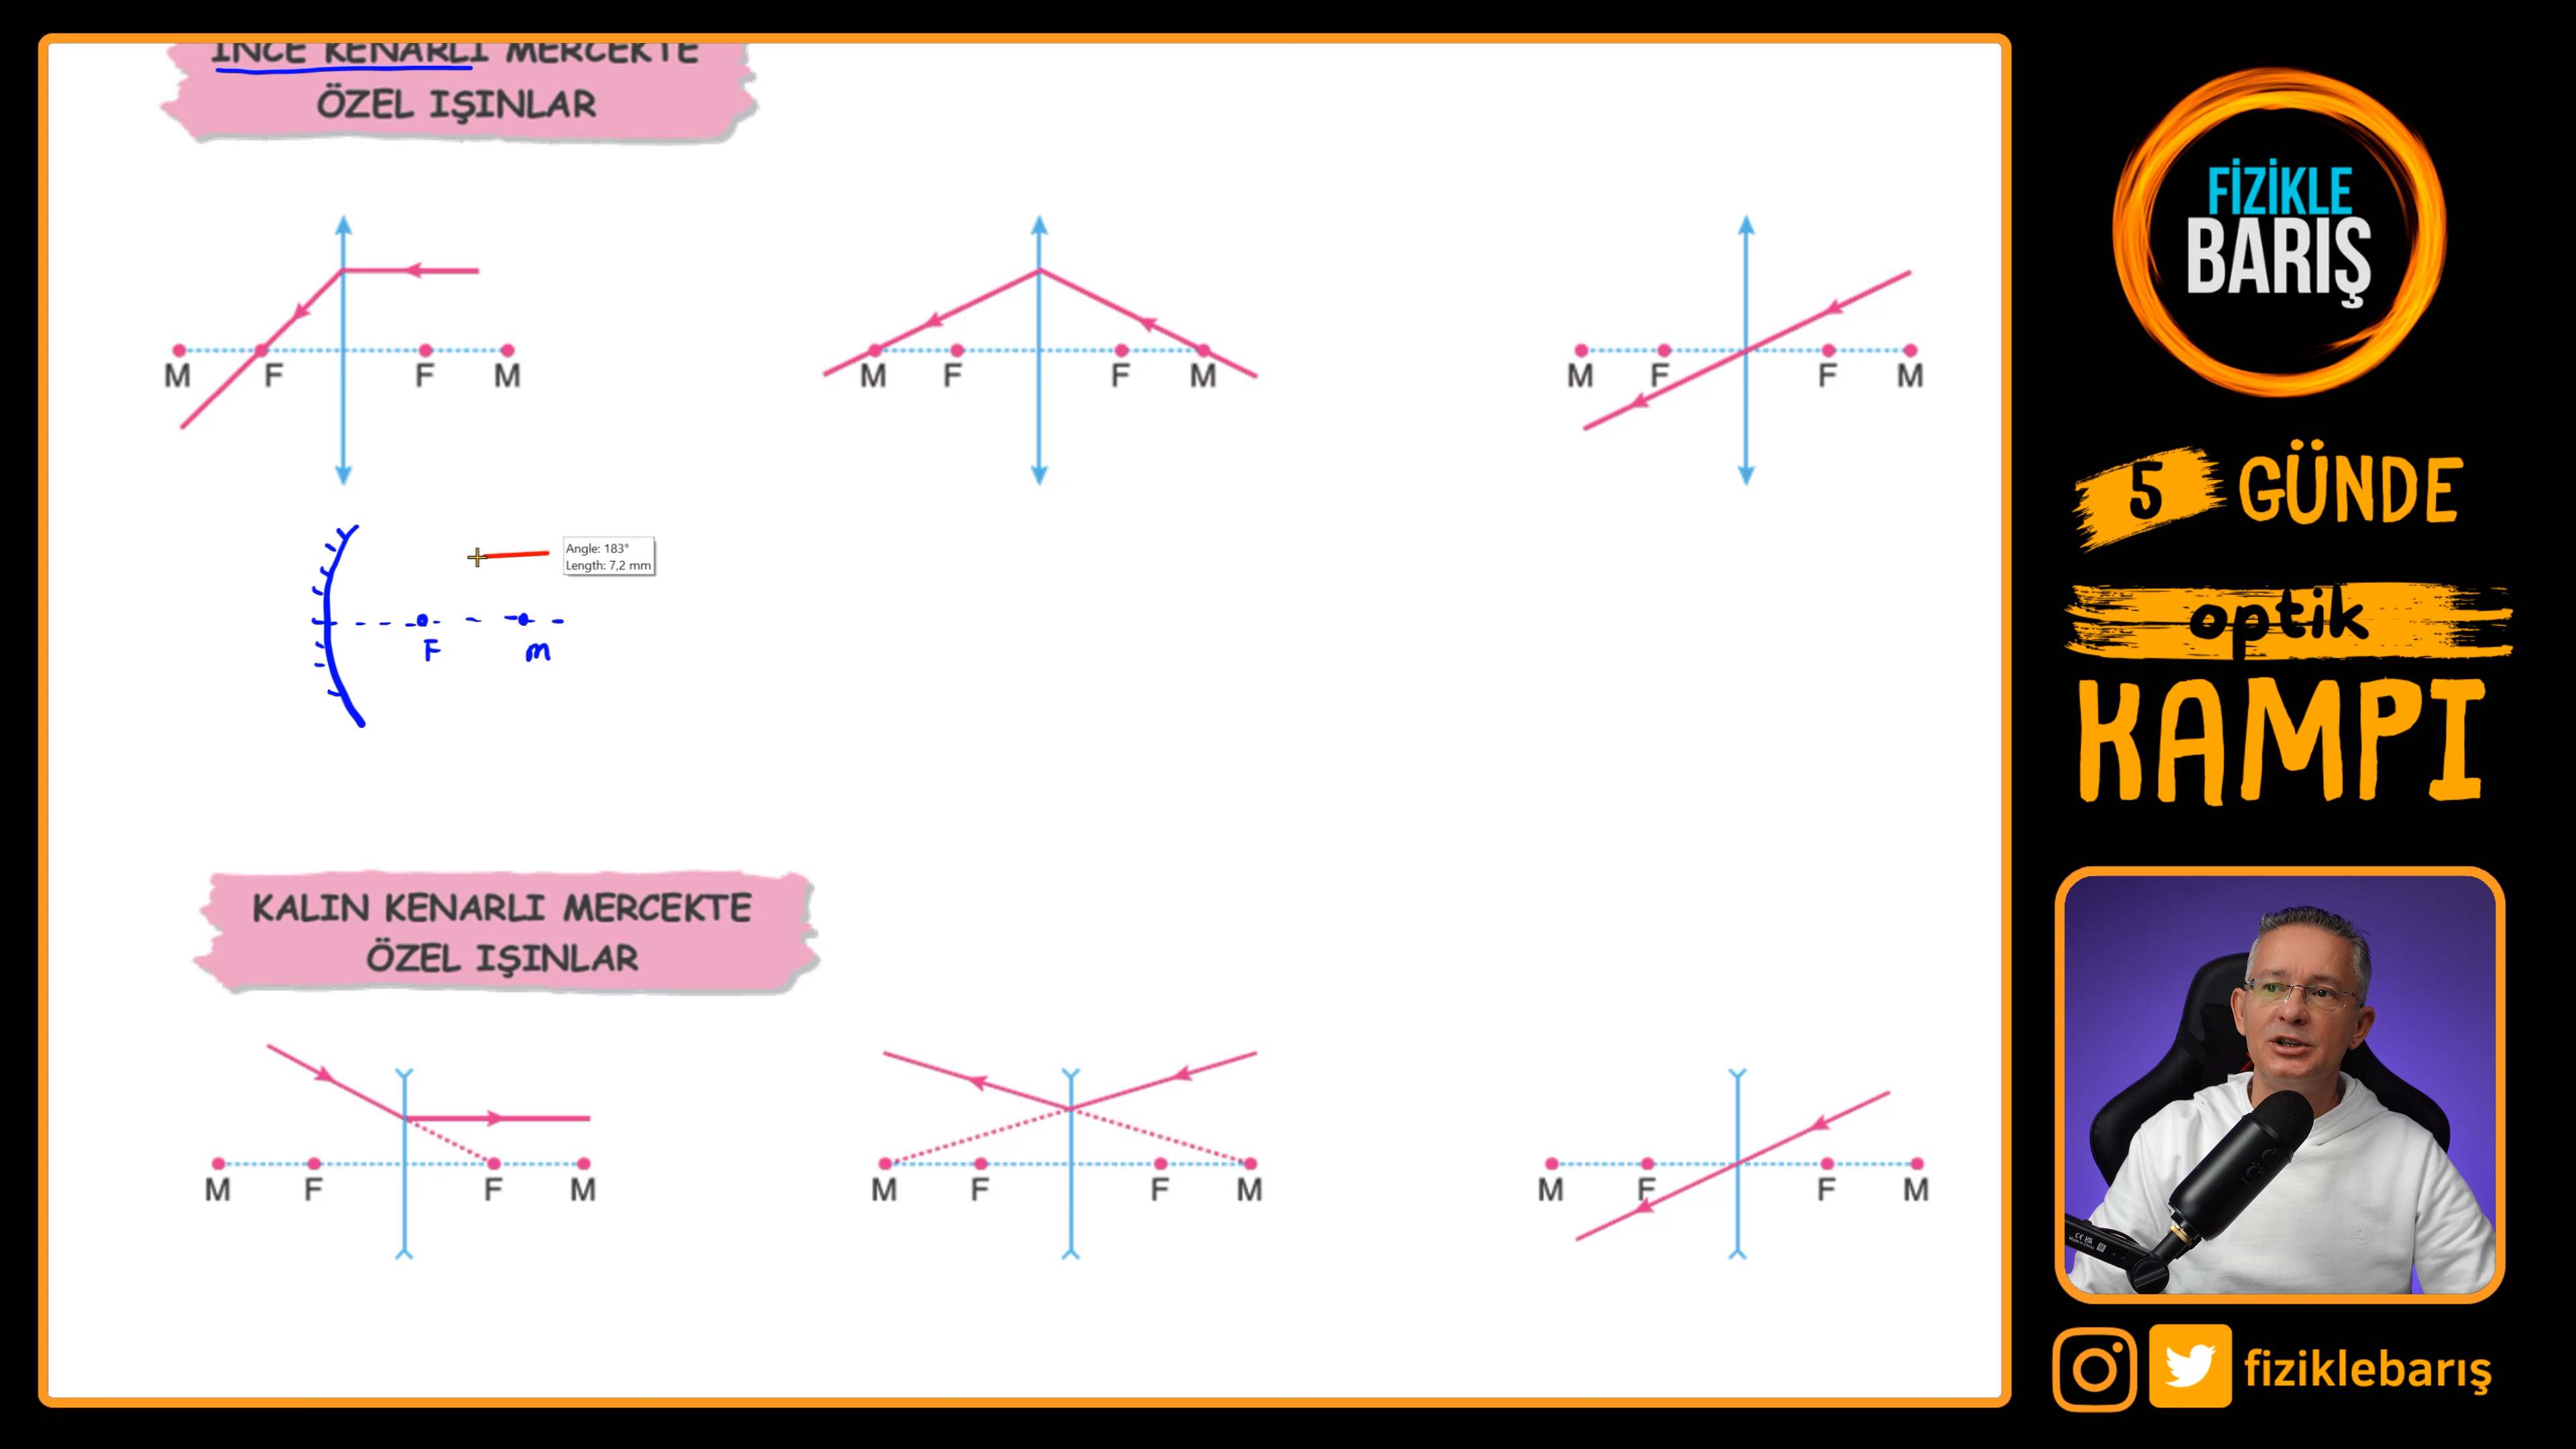 İNCE KENARLI MERCEKTE
ÖZEL IŞINLAR
M F F M
M F F M
M F F M
Angle: 183°
Length: 7,2 mm
F m
KALIN KENARLI MERCEKTE
ÖZEL IŞINLAR
M F F M
M F F M
M F F M
FİZİKLE
BARIŞ
5 GÜNDE
optik
KAMPI
fiziklebarış